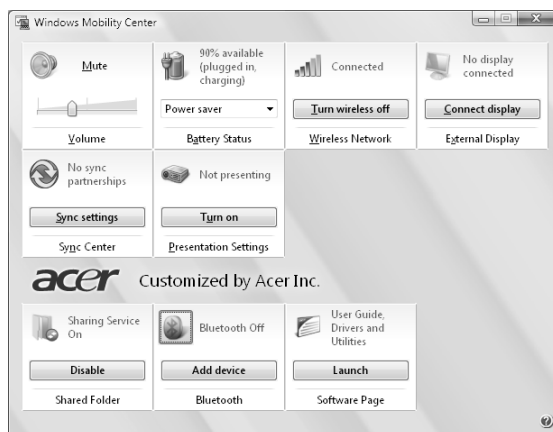 Windows Mobility Center
Mute
Volume
90% available
(plugged in,
charging)
Power saver
Battery Status
Connected
Turn wireless off
Wireless Network
No display
connected
Connect display
External Display
No sync
partnerships
Sync settings
Sync Center
Not presenting
Turn on
Presentation Settings
acer Customized by Acer Inc.
Sharing Service
On
Disable
Shared Folder
Bluetooth Off
Add device
Bluetooth
User Guide,
Drivers and
Utilities
Launch
Software Page